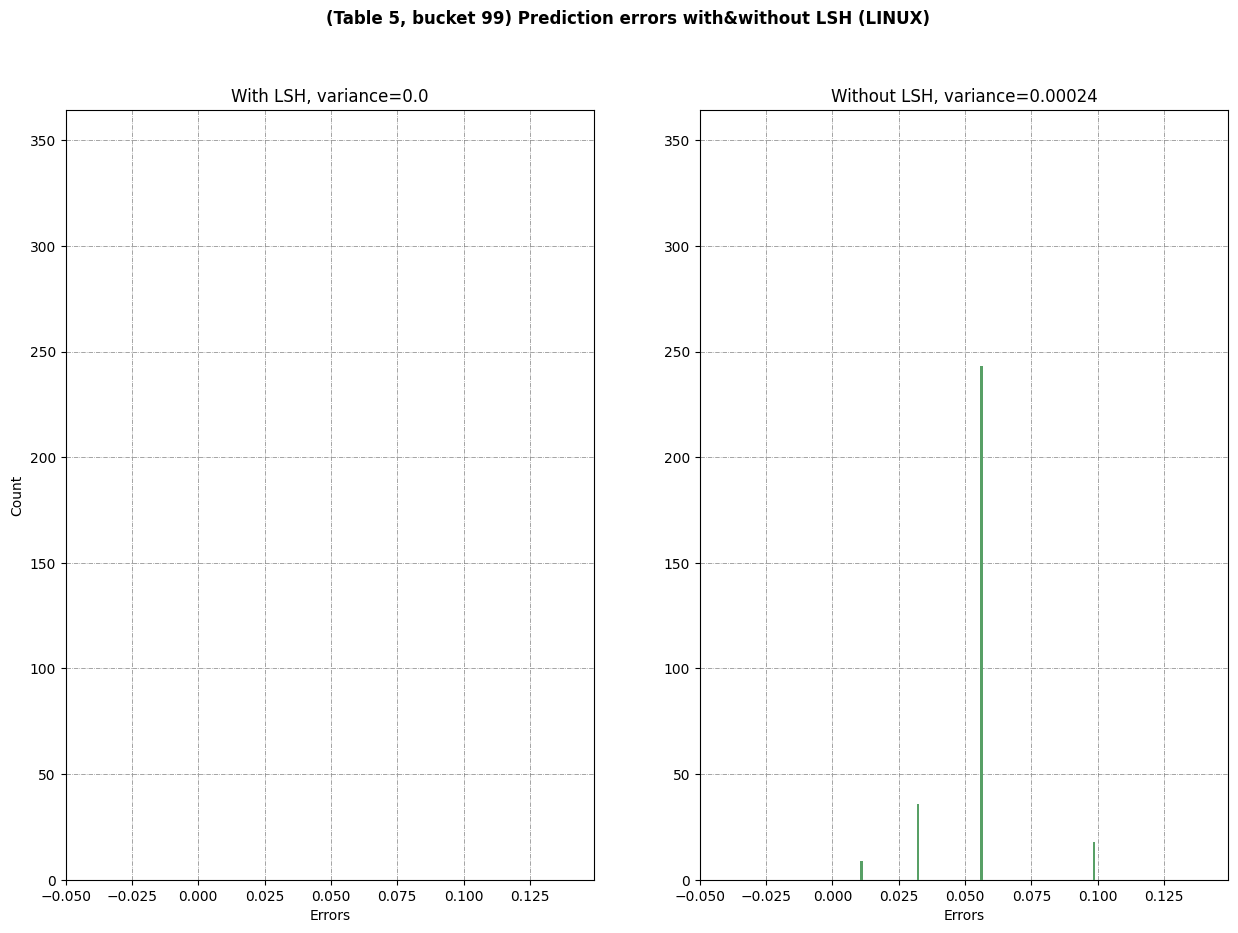 (Table 5, bucket 99) Prediction errors with&without LSH (LINUX)
With LSH, variance=0.0
350
300
250
200
150
100
50
0
Count
−0.050 −0.025 0.000 0.025 0.050 0.075 0.100 0.125
Errors
Without LSH, variance=0.00024
350
300
250
200
150
100
50
0
−0.050 −0.025 0.000 0.025 0.050 0.075 0.100 0.125
Errors